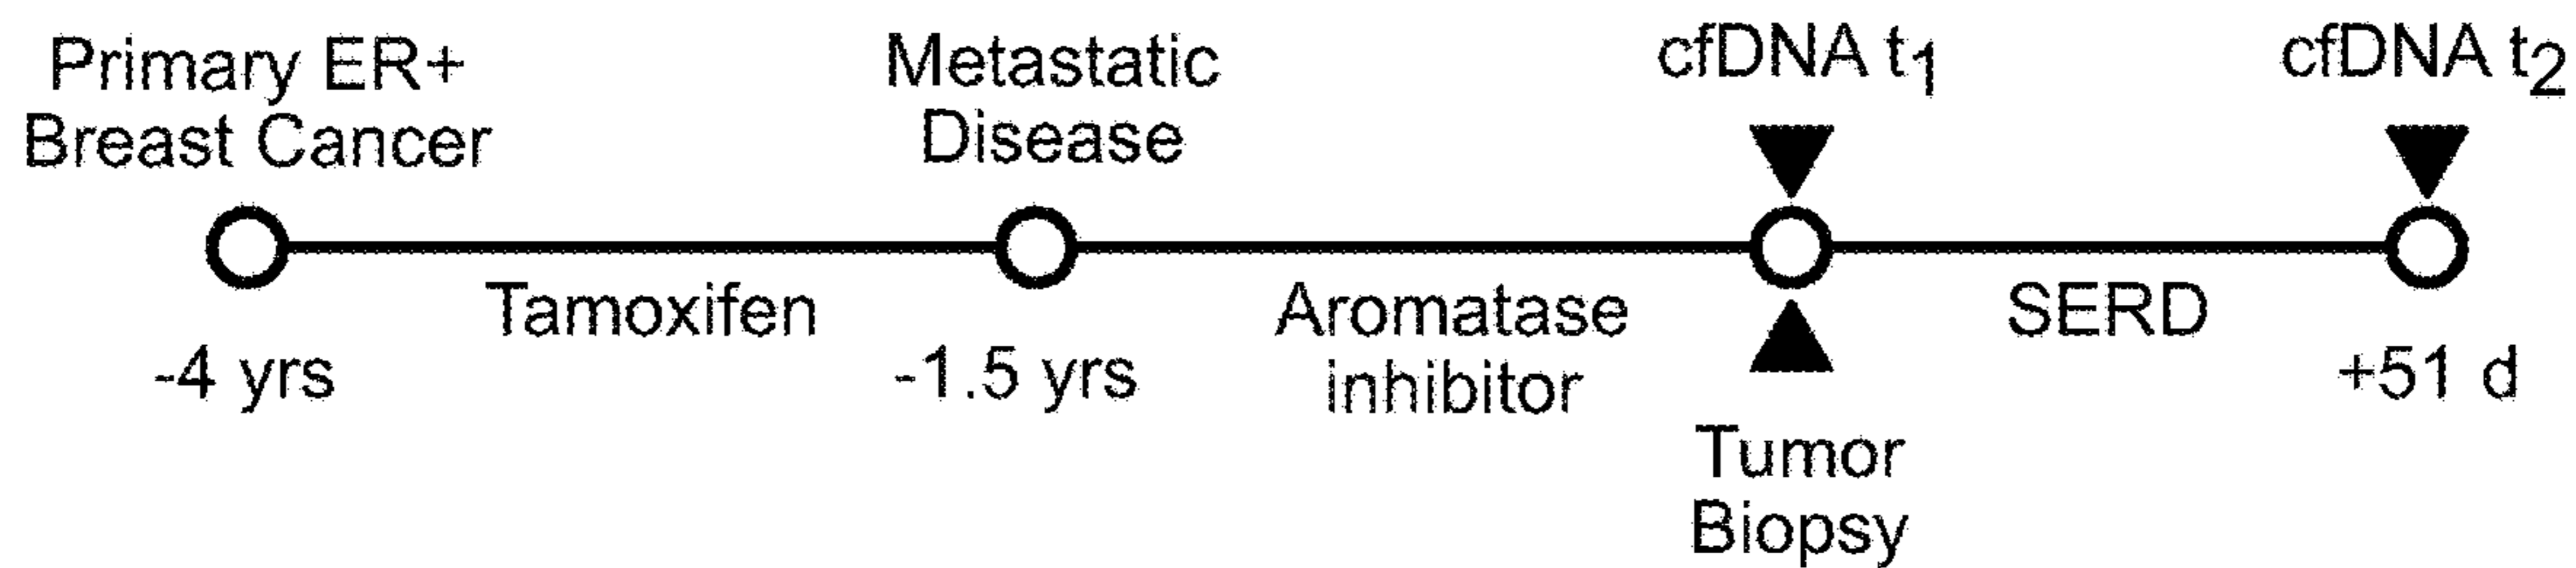 Primary ER+
Breast Cancer
Metastatic
Disease
cfDNA t1
cfDNA t2
Tamoxifen
Aromatase
inhibitor
SERD
-4 yrs
-1.5 yrs
+51 d
Tumor
Biopsy